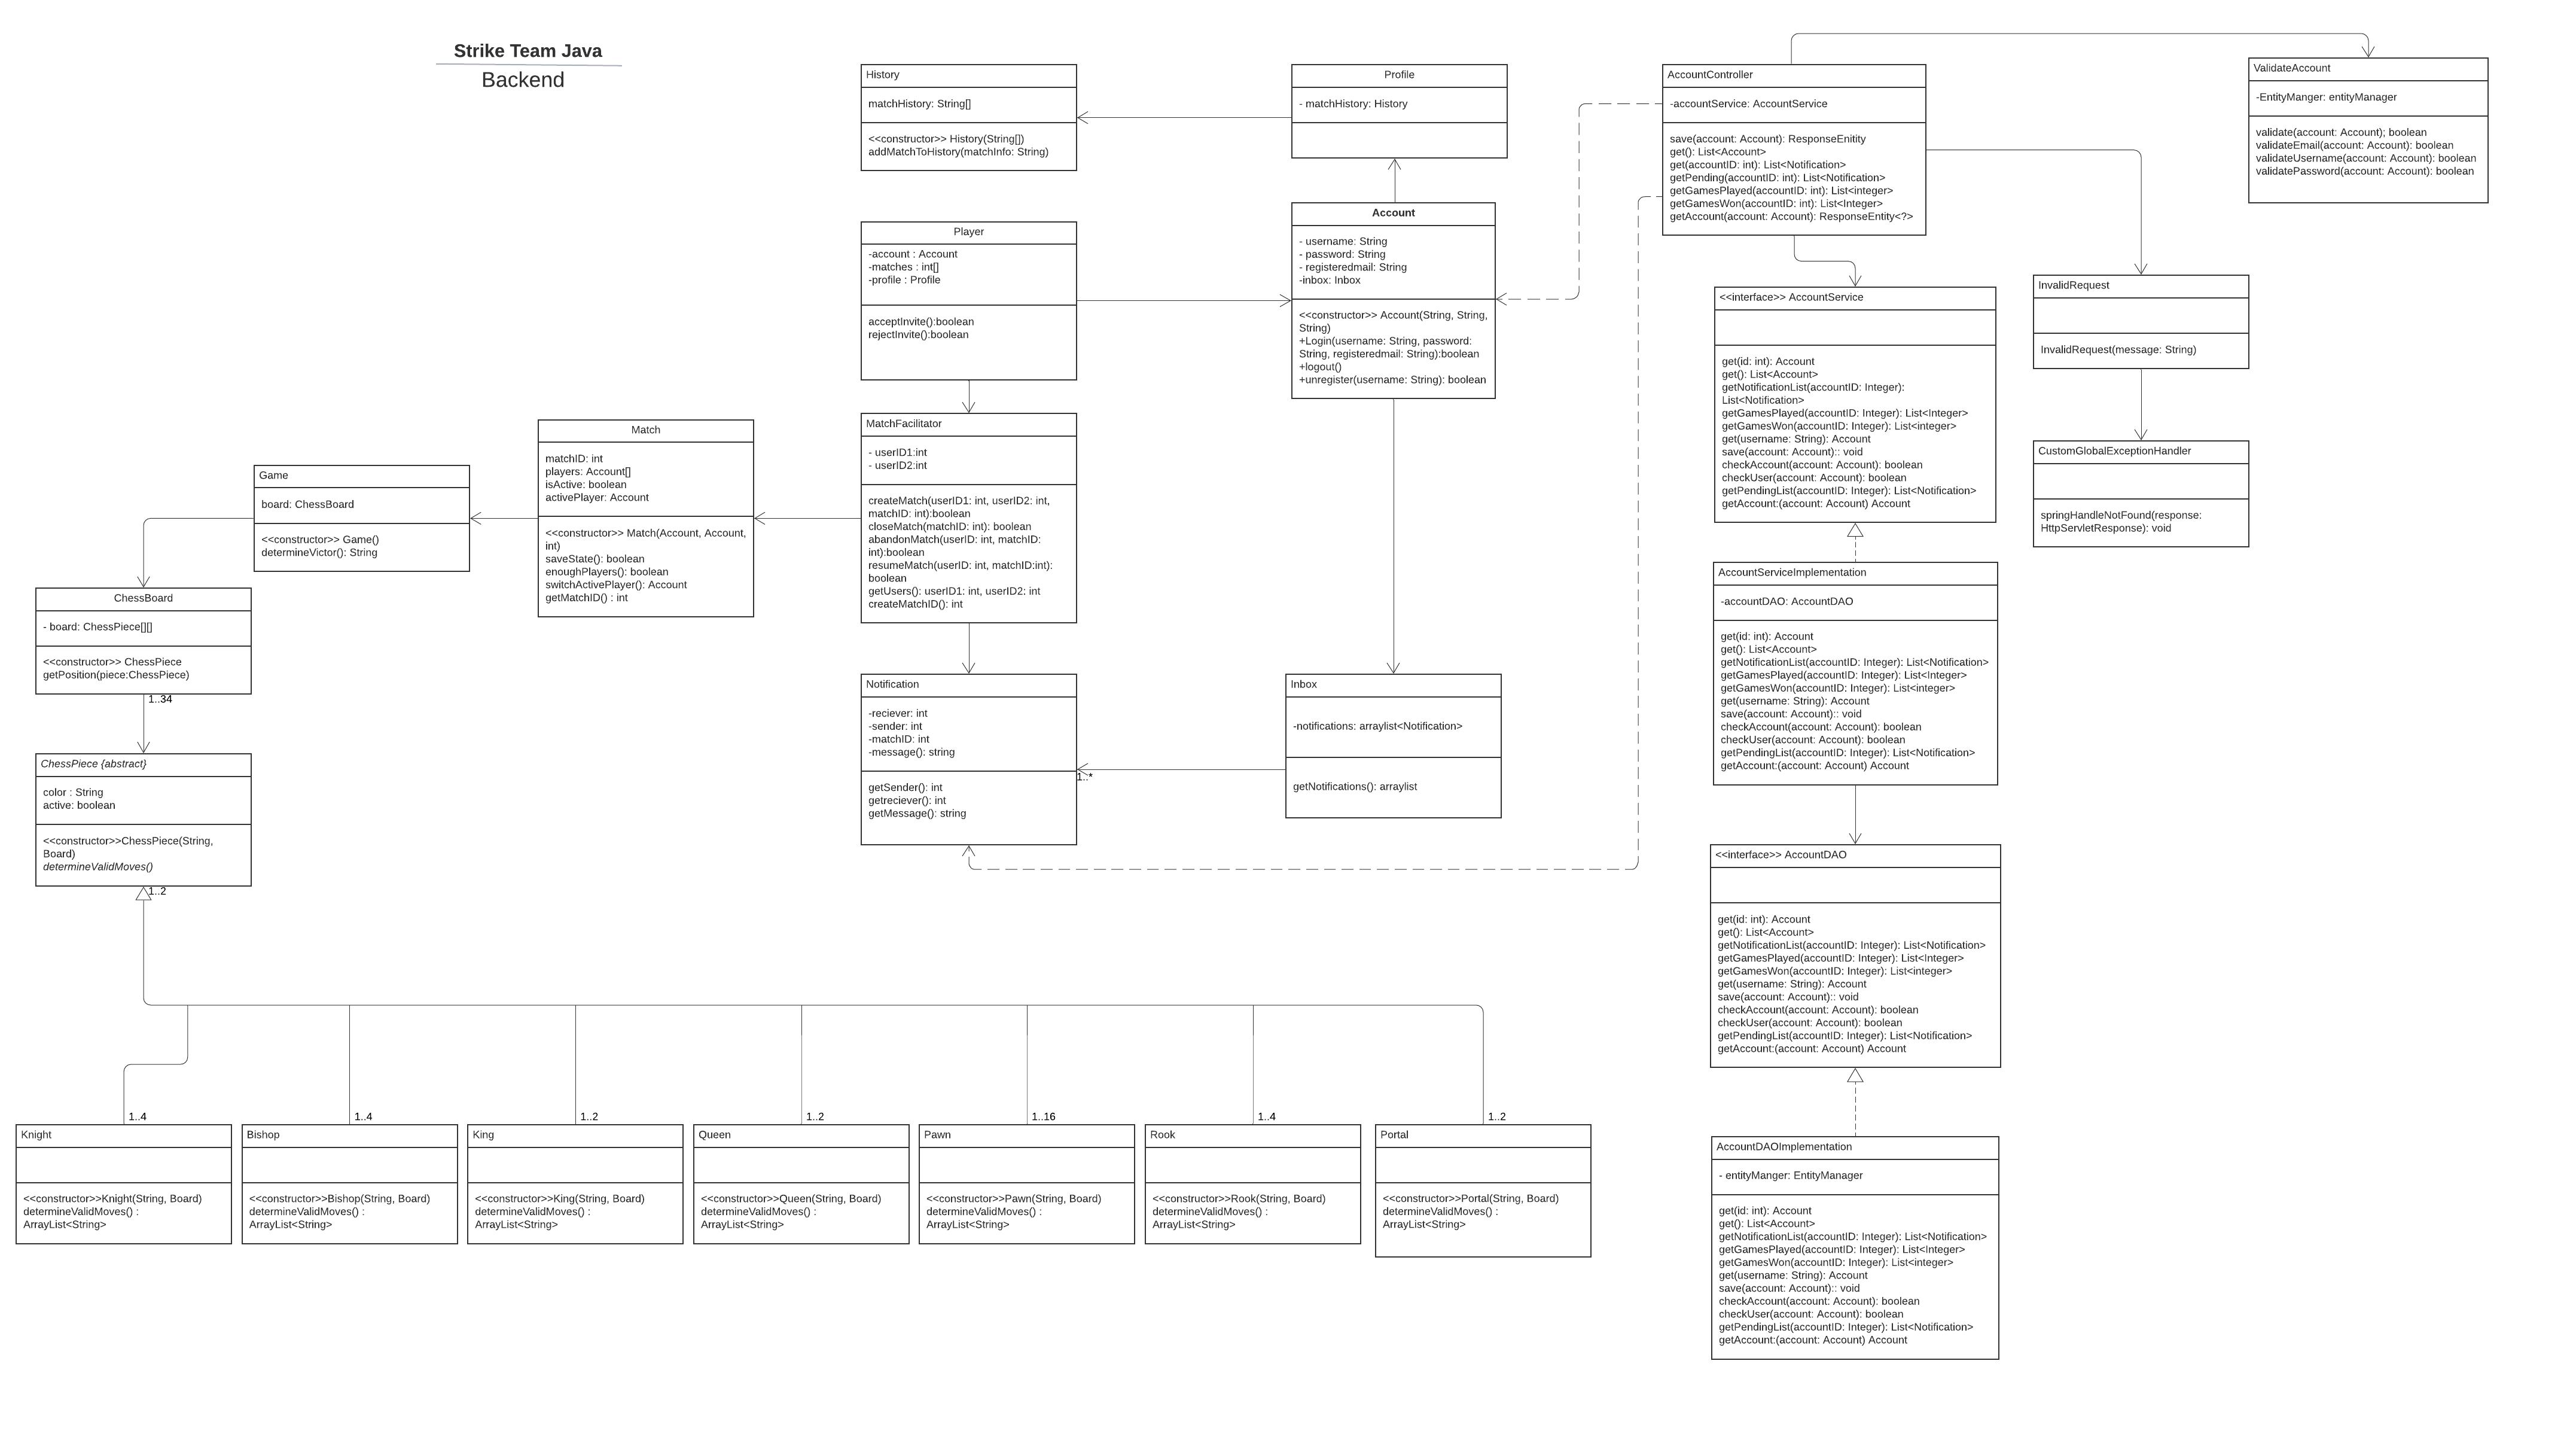 Strike Team Java
Backend
History
matchHistory: String[]
<<constructor>> History(String[])
addMatchToHistory(matchInfo: String)
Profile
- matchHistory: History
AccountController
-accountService: AccountService
save(account: Account): ResponseEnitity
get(): List<Account>
get(accountID: int): List<Notification>
getPending(accountID: int): List<Notification>
getGamesPlayed(accountID: int): List<integer>
getGamesWon(accountID: int): List<Integer>
getAccount(account: Account): ResponseEntity<?>
ValidateAccount
-EntityManger: entityManager
validate(account: Account); boolean
validateEmail(account: Account): boolean
validateUsername(account: Account): boolean
validatePassword(account: Account): boolean
Player
-account : Account
-matches : int[]
-profile : Profile
acceptInvite():boolean
rejectInvite():boolean
Account
- username: String
- password: String
- registeredmail: String
-inbox: Inbox
<<constructor>> Account(String, String,
String)
+Login(username: String, password:
String, registeredmail: String):boolean
+logout()
+unregister(username: String): boolean
<<interface>> AccountService
get(id: int): Account
get(): List<Account>
getNotificationList(accountID: Integer):
List<Notification>
getGamesPlayed(accountID: Integer): List<Integer>
getGamesWon(accountID: Integer): List<integer>
get(username: String): Account
save(account: Account):: void
checkAccount(account: Account): boolean
checkUser(account: Account): boolean
getPendingList(accountID: Integer): List<Notification>
getAccount:(account: Account) Account
InvalidRequest
InvalidRequest(message: String)
CustomGlobalExceptionHandler
springHandleNotFound(response:
HttpServletResponse): void
MatchFacilitator
- userID1:int
- userID2:int
createMatch(userID1: int, userID2: int,
matchID: int):boolean
closeMatch(matchID: int): boolean
abandonMatch(userID: int, matchID:
int):boolean
resumeMatch(userID: int, matchID:int):
boolean
getUsers(): userID1: int, userID2: int
createMatchID(): int
Match
matchID: int
players: Account[]
isActive: boolean
activePlayer: Account
<<constructor>> Match(Account, Account,
int)
saveState(): boolean
enoughPlayers(): boolean
switchActivePlayer(): Account
getMatchID() : int
Game
board: ChessBoard
<<constructor>> Game()
determineVictor(): String
ChessBoard
- board: ChessPiece[][]
<<constructor>> ChessPiece
getPosition(piece:ChessPiece)
1..34
ChessPiece {abstract}
color : String
active: boolean
<<constructor>>ChessPiece(String,
Board)
determineValidMoves()
1..2
Notification
-reciever: int
-sender: int
-matchID: int
-message(): string
getSender(): int
getreciever(): int
getMessage(): string
1..*
Inbox
-notifications: arraylist<Notification>
getNotifications(): arraylist
AccountServiceImplementation
-accountDAO: AccountDAO
get(id: int): Account
get(): List<Account>
getNotificationList(accountID: Integer): List<Notification>
getGamesPlayed(accountID: Integer): List<Integer>
getGamesWon(accountID: Integer): List<integer>
get(username: String): Account
save(account: Account):: void
checkAccount(account: Account): boolean
checkUser(account: Account): boolean
getPendingList(accountID: Integer): List<Notification>
getAccount:(account: Account) Account
<<interface>> AccountDAO
get(id: int): Account
get(): List<Account>
getNotificationList(accountID: Integer): List<Notification>
getGamesPlayed(accountID: Integer): List<Integer>
getGamesWon(accountID: Integer): List<integer>
get(username: String): Account
save(account: Account):: void
checkAccount(account: Account): boolean
checkUser(account: Account): boolean
getPendingList(accountID: Integer): List<Notification>
getAccount:(account: Account) Account
AccountDAOImplementation
- entityManger: EntityManager
get(id: int): Account
get(): List<Account>
getNotificationList(accountID: Integer): List<Notification>
getGamesPlayed(accountID: Integer): List<Integer>
getGamesWon(accountID: Integer): List<integer>
get(username: String): Account
save(account: Account):: void
checkAccount(account: Account): boolean
checkUser(account: Account): boolean
getPendingList(accountID: Integer): List<Notification>
getAccount:(account: Account) Account
1..4
Knight
<<constructor>>Knight(String, Board)
determineValidMoves() :
ArrayList<String>
1..4
Bishop
<<constructor>>Bishop(String, Board)
determineValidMoves() :
ArrayList<String>
1..2
King
<<constructor>>King(String, Board)
determineValidMoves() :
ArrayList<String>
1..2
Queen
<<constructor>>Queen(String, Board)
determineValidMoves() :
ArrayList<String>
1..16
Pawn
<<constructor>>Pawn(String, Board)
determineValidMoves() :
ArrayList<String>
1..4
Rook
<<constructor>>Rook(String, Board)
determineValidMoves() :
ArrayList<String>
1..2
Portal
<<constructor>>Portal(String, Board)
determineValidMoves() :
ArrayList<String>